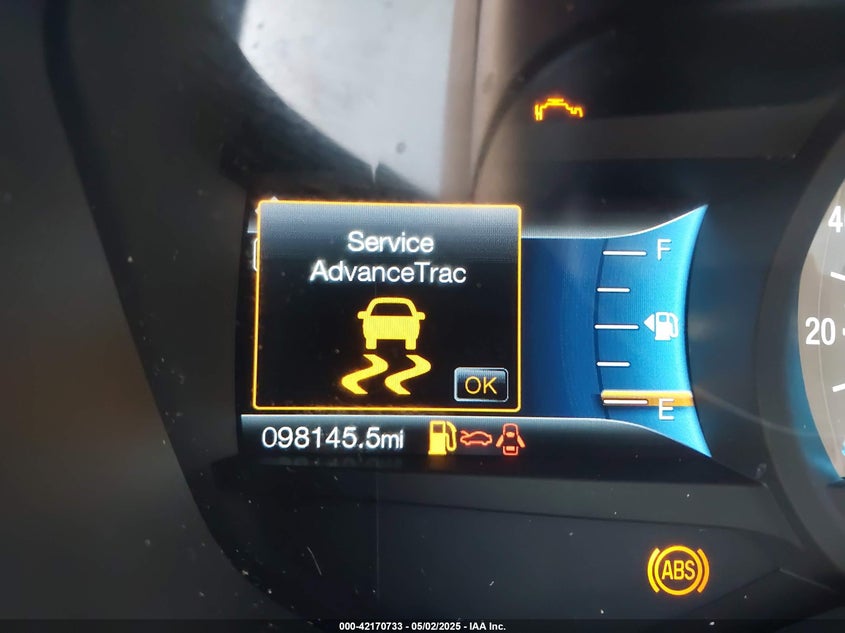 Service
AdvanceTrac
OK
F
E
20
098145.5mi
ABS
000-42170733 - 05/02/2025 - IAA Inc.